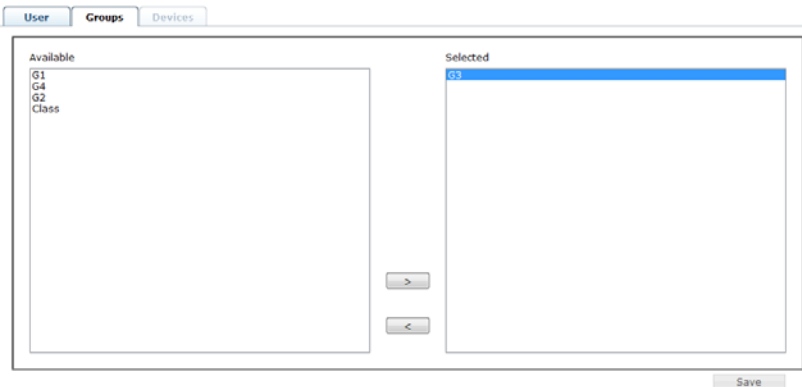 User Groups Devices
Available Selected
G1 G3
G4
G2
Class
>
<
Save